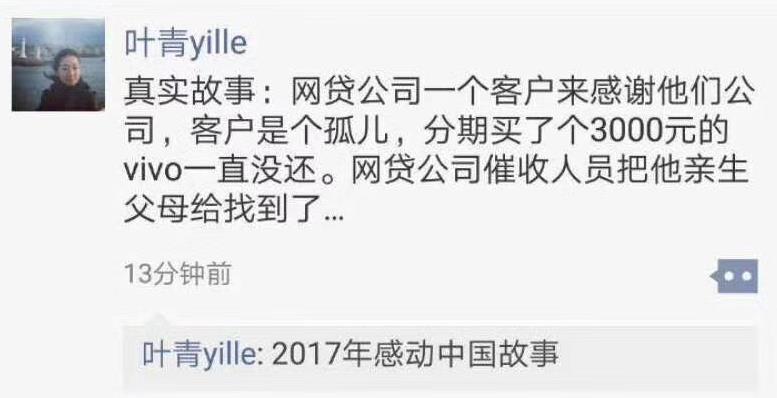 叶青yille
真实故事：网贷公司一个客户来感谢他们公
司，客户是个孤儿，分期买了个3000元的
vivo一直没还。网贷公司催收人员把他亲生
父母给找到了...
13分钟前
叶青yille: 2017年感动中国故事